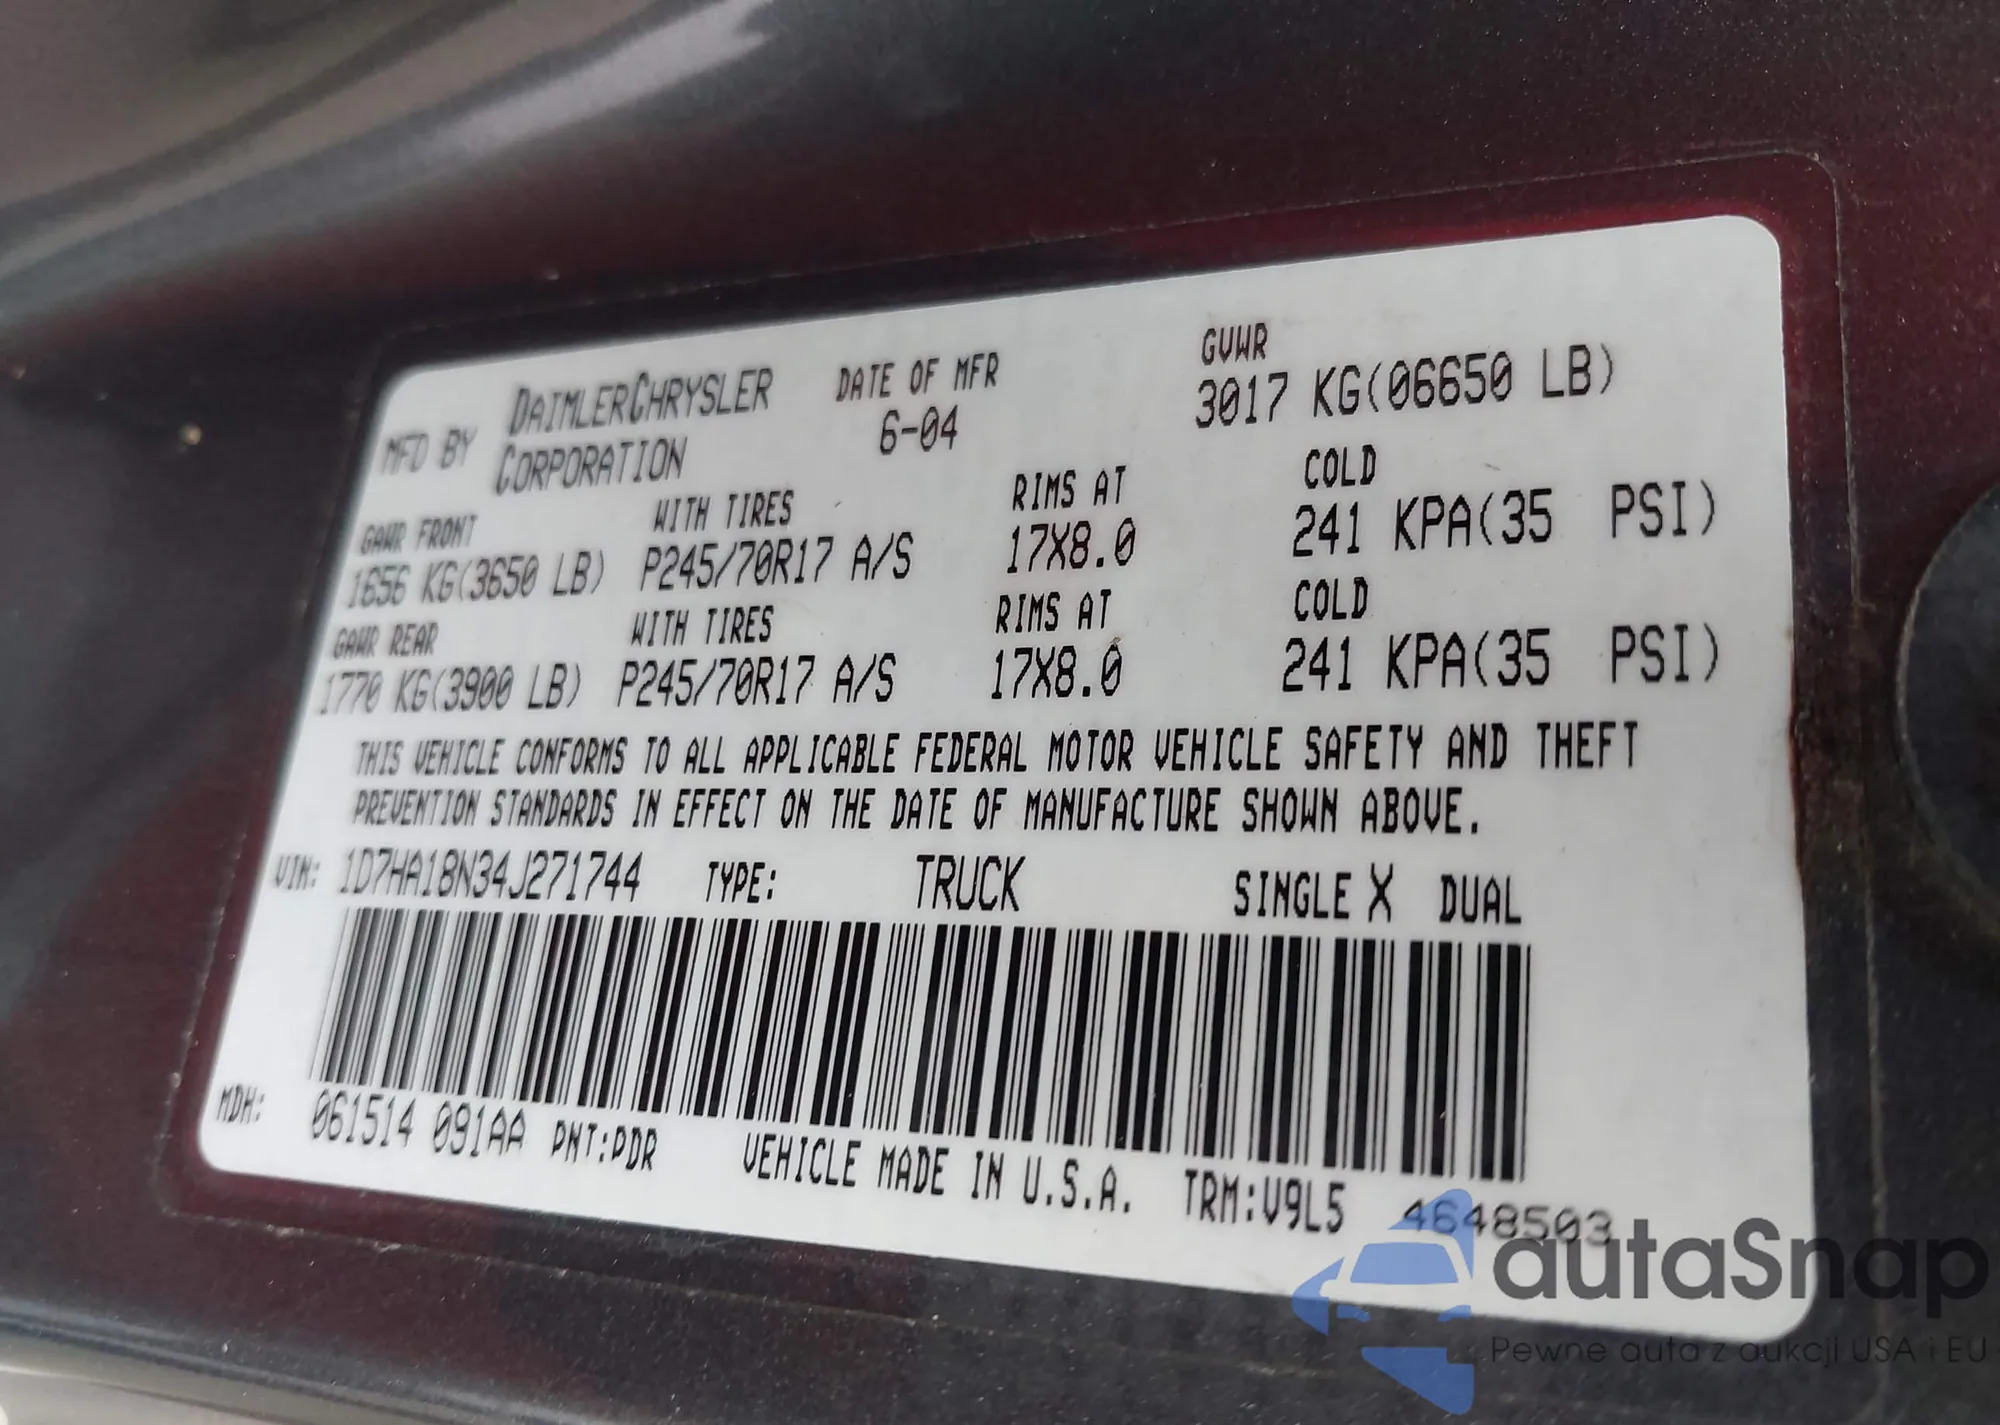 MFD BY DAIMLERCHRYSLER CORPORATION
DATE OF MFR
6-04
GVWR
3017 KG(06650 LB)
GAWR FRONT WITH TIRES RIMS AT COLD
1656 KG(3650 LB) P245/70R17 A/S 17X8.0 241 KPA(35 PSI)
GAWR REAR WITH TIRES RIMS AT COLD
1770 KG(3900 LB) P245/70R17 A/S 17X8.0 241 KPA(35 PSI)
THIS VEHICLE CONFORMS TO ALL APPLICABLE FEDERAL MOTOR VEHICLE SAFETY AND THEFT
PREVENTION STANDARDS IN EFFECT ON THE DATE OF MANUFACTURE SHOWN ABOVE.
VIN: 1D7HA18N34J271744 TYPE: TRUCK SINGLE X DUAL
MDH: 061514 091AA PNT:PDR VEHICLE MADE IN U.S.A. TRM:V9L5 4648503
autaSnap
Pewne auta z aukcji USA i EU